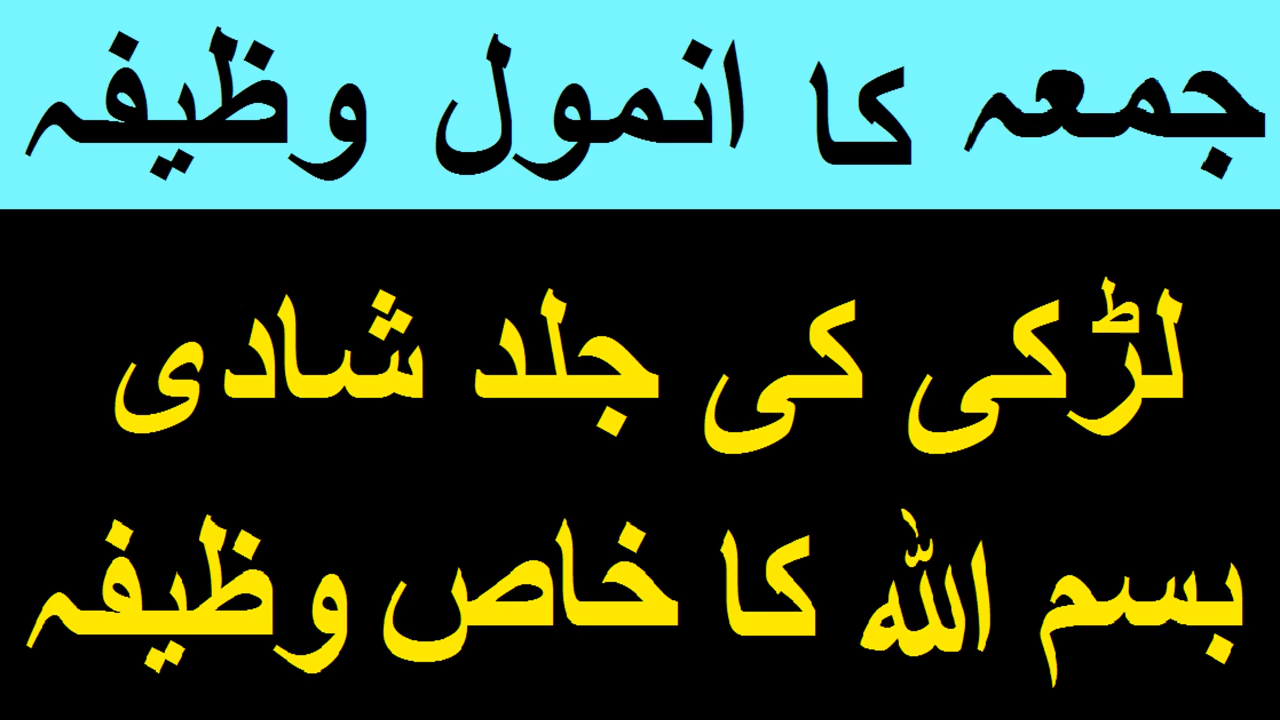 جمعہ کا انمول وظیفہ
لڑکی کی جلد شادی
بسم اللہ کا خاص وظیفہ